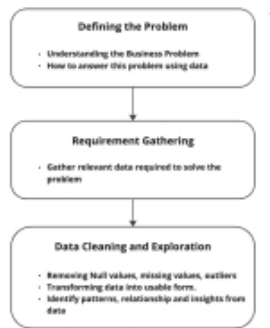 Defining the Problem
• Understanding the Business Problem
• How to answer this problem using data
Requirement Gathering
• Gather relevant data required to solve the
problem
Data Cleaning and Exploration
• Removing Null values, missing values, outliers
• Transforming data into usable form.
• Identify patterns, relationship and insights from
data